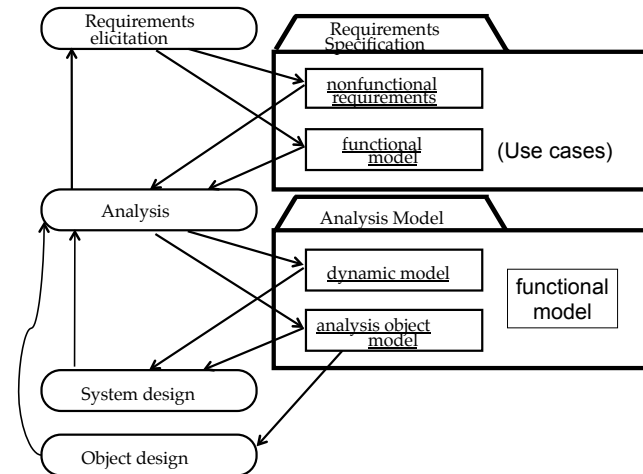 Requirements
elicitation
Requirements
Specification
nonfunctional
requirements
functional
model
(Use cases)
Analysis
Analysis Model
dynamic model
functional
model
analysis object
model
System design
Object design